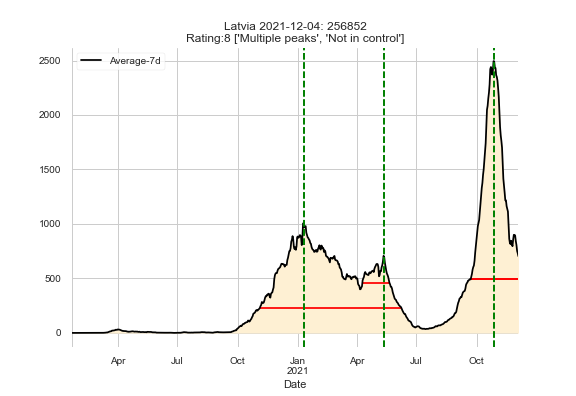 Latvia 2021-12-04: 256852
Rating:8 ['Multiple peaks', 'Not in control']
Average-7d
2500
2000
1500
1000
500
0
Apr Jul Oct Jan Apr Jul Oct
2021
Date